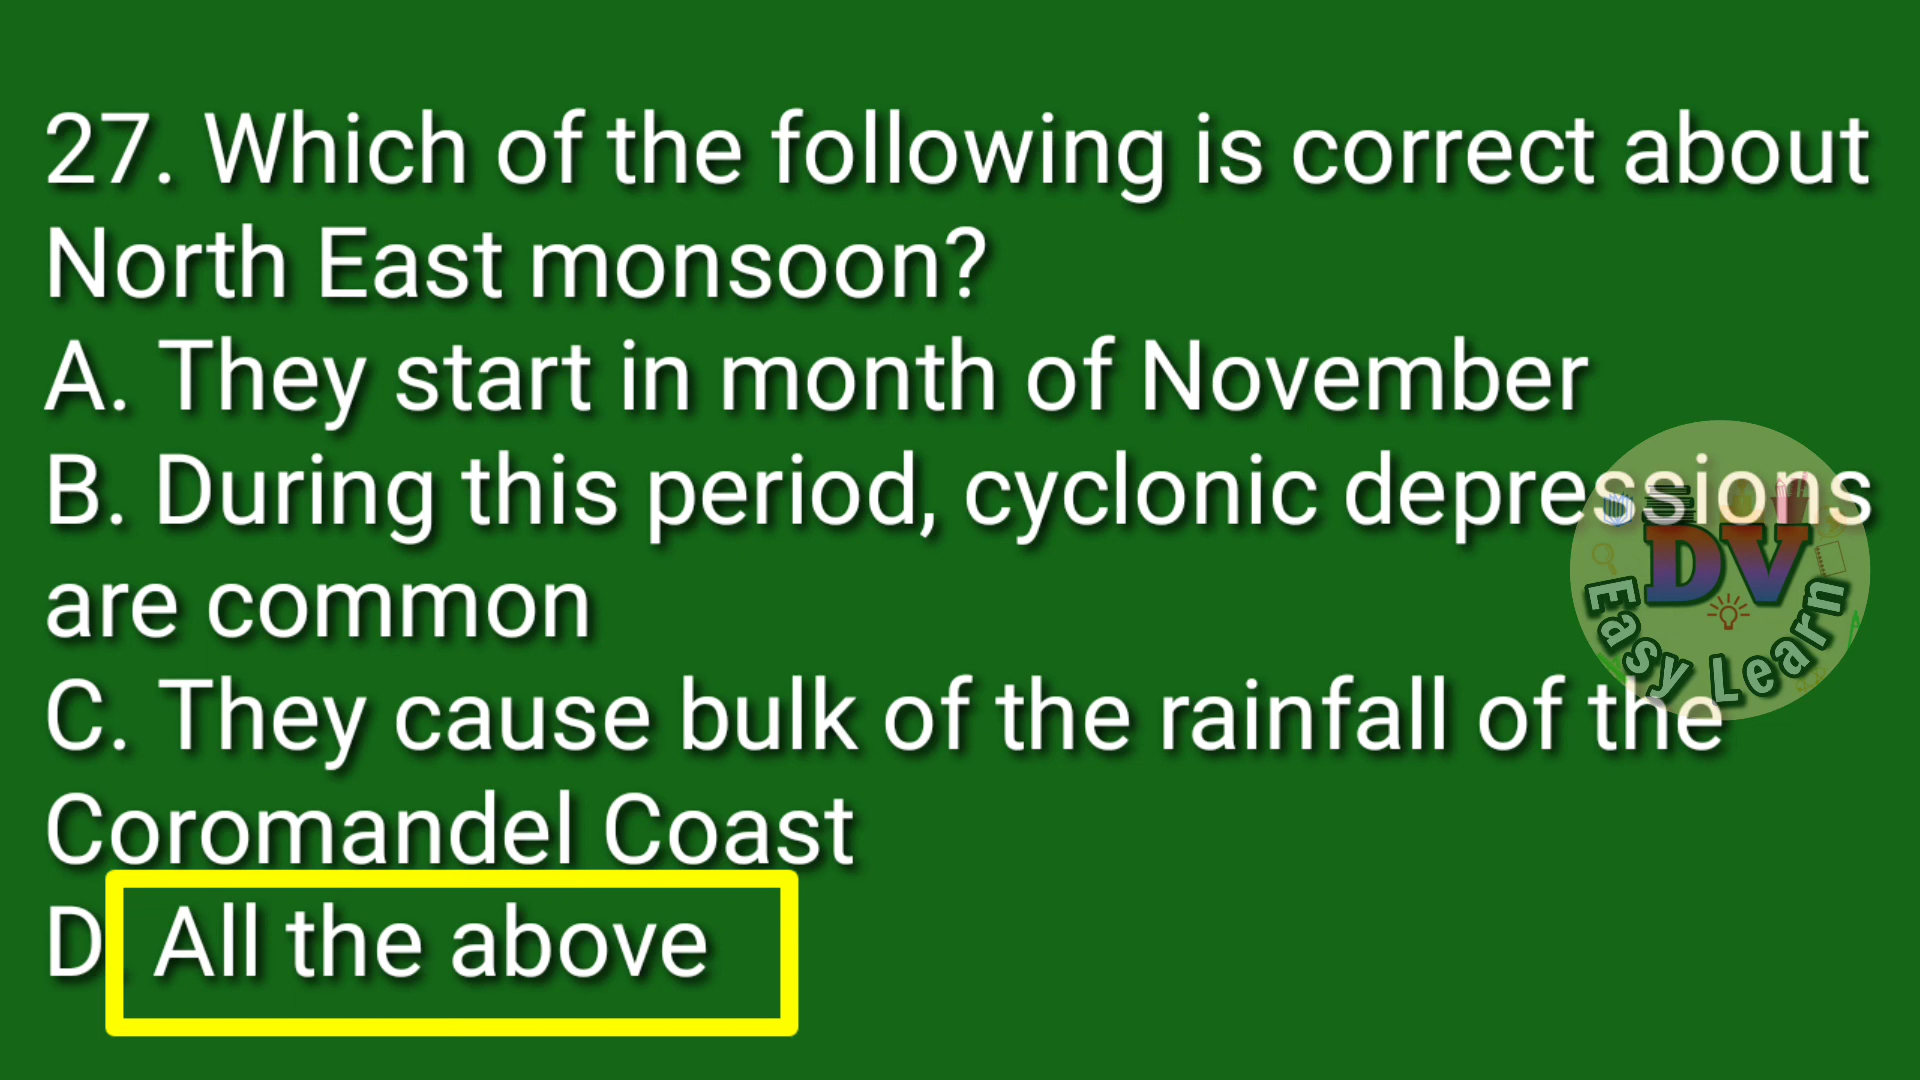 27. Which of the following is correct about
North East monsoon?
A. They start in month of November
B. During this period, cyclonic depressions
are common
C. They cause bulk of the rainfall of the
Coromandel Coast
D. All the above
DV
Easy Learn